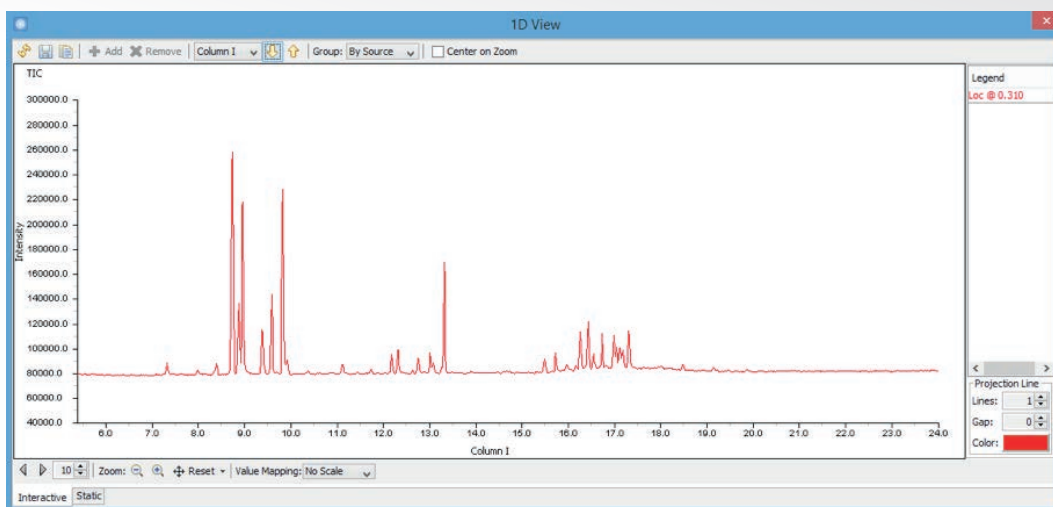 1D View
Add Remove Column I Group: By Source Center on Zoom
TIC
300000.0
280000.0
260000.0
240000.0
220000.0
200000.0
180000.0
160000.0
140000.0
120000.0
100000.0
80000.0
60000.0
40000.0
Intensity
6.0 7.0 8.0 9.0 10.0 11.0 12.0 13.0 14.0 15.0 16.0 17.0 18.0 19.0 20.0 21.0 22.0 23.0 24.0
Column I
Legend
Loc @ 0.310
Projection Line
Lines: 1
Gap: 0
Color:
10 Zoom: Reset Value Mapping: No Scale
Interactive Static